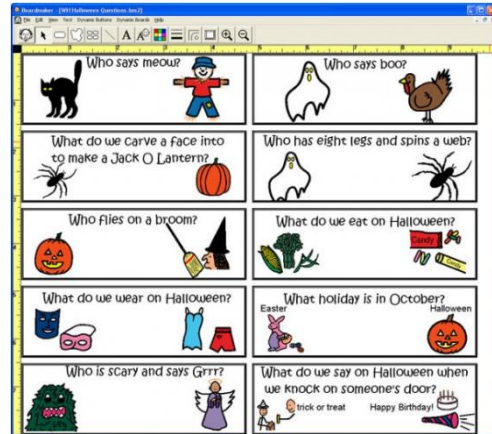 Boardmaker - [WH Halloween Questions.bm2]
File Edit View Text Dynamic Buttons Dynamic Boards Help
Who says meow?
Who says boo?
What do we carve a face into
to make a Jack O Lantern?
Who has eight legs and spins a web?
Who flies on a broom?
What do we eat on Halloween?
Candy
Candy
What do we wear on Halloween?
What holiday is in October?
Easter
Halloween
Who is scary and says Grrr?
What do we say on Halloween when
we knock on someone's door?
trick or treat
Happy Birthday!